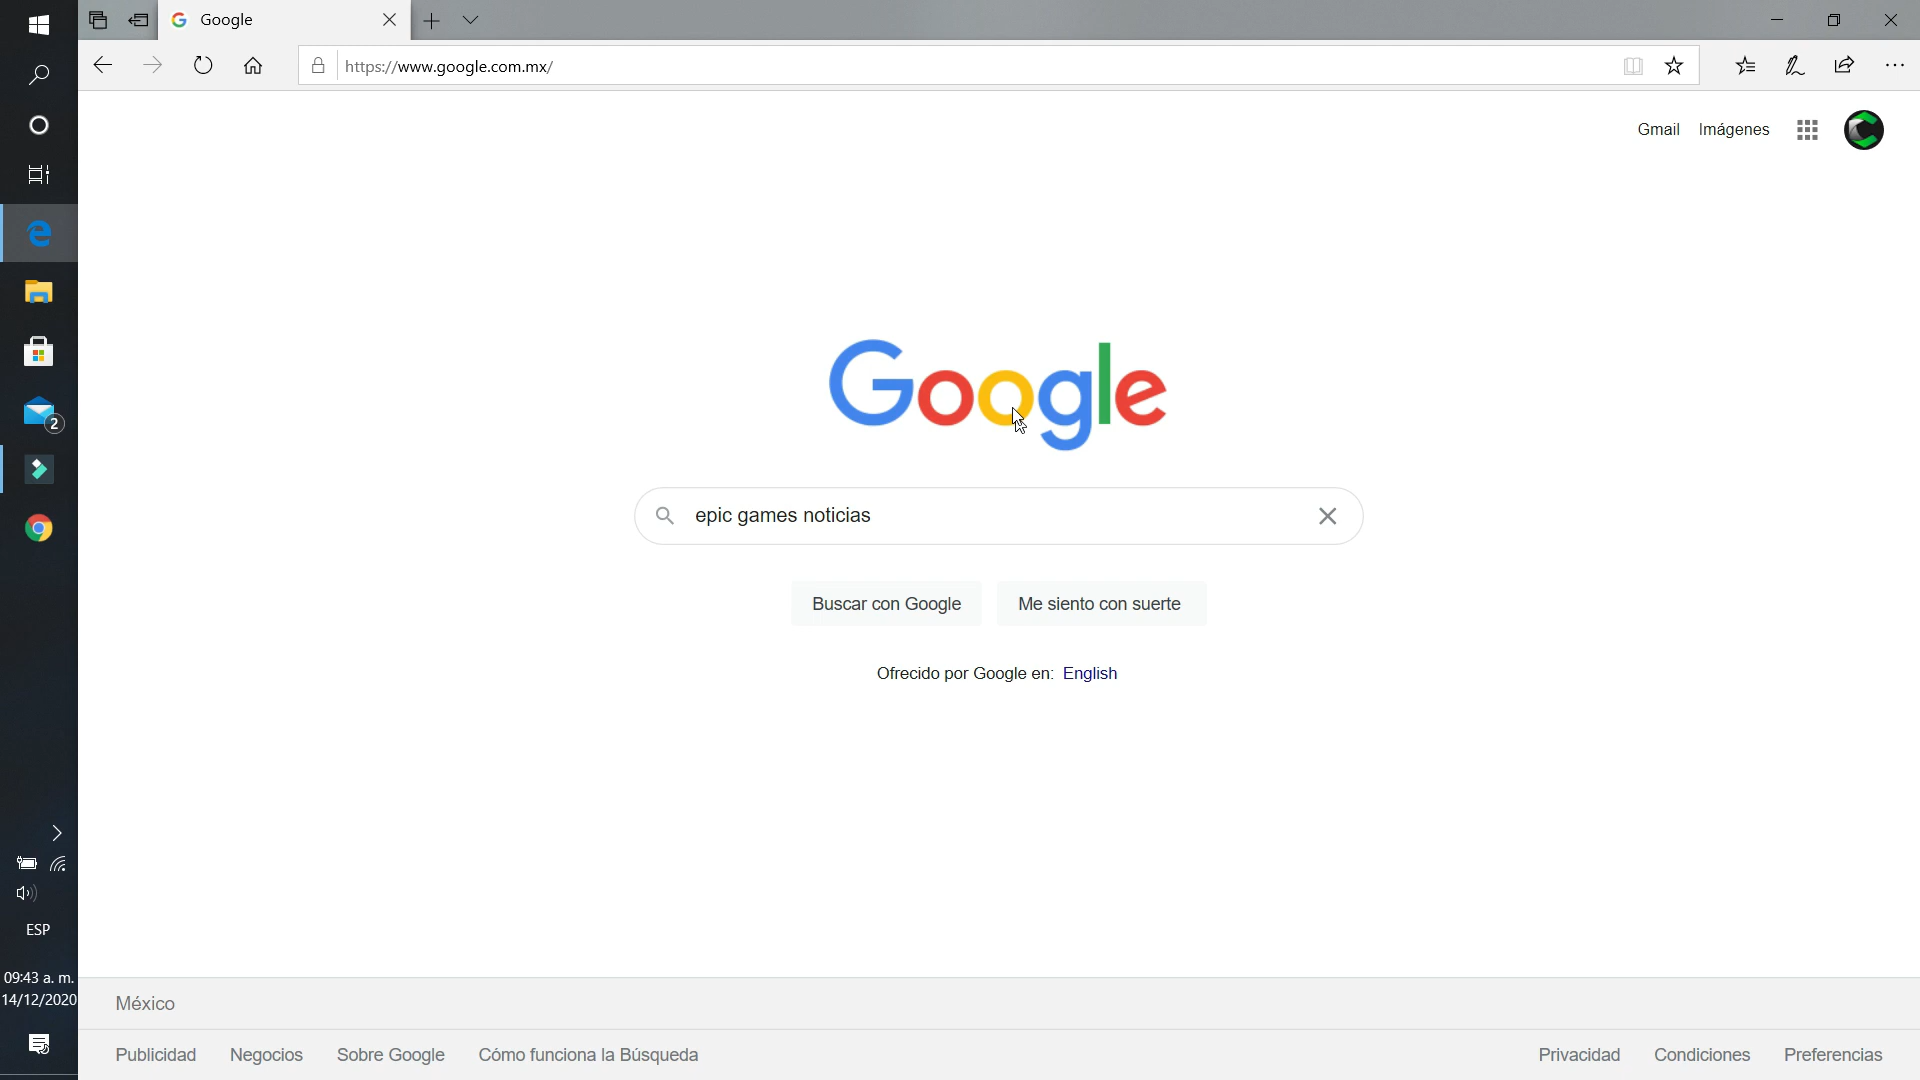 Google
https://www.google.com.mx/
Gmail Imágenes
Google
epic games noticias
Buscar con Google Me siento con suerte
Ofrecido por Google en: English
2
ESP
09:43 a. m.
14/12/2020
México
Publicidad Negocios Sobre Google Cómo funciona la Búsqueda Privacidad Condiciones Preferencias